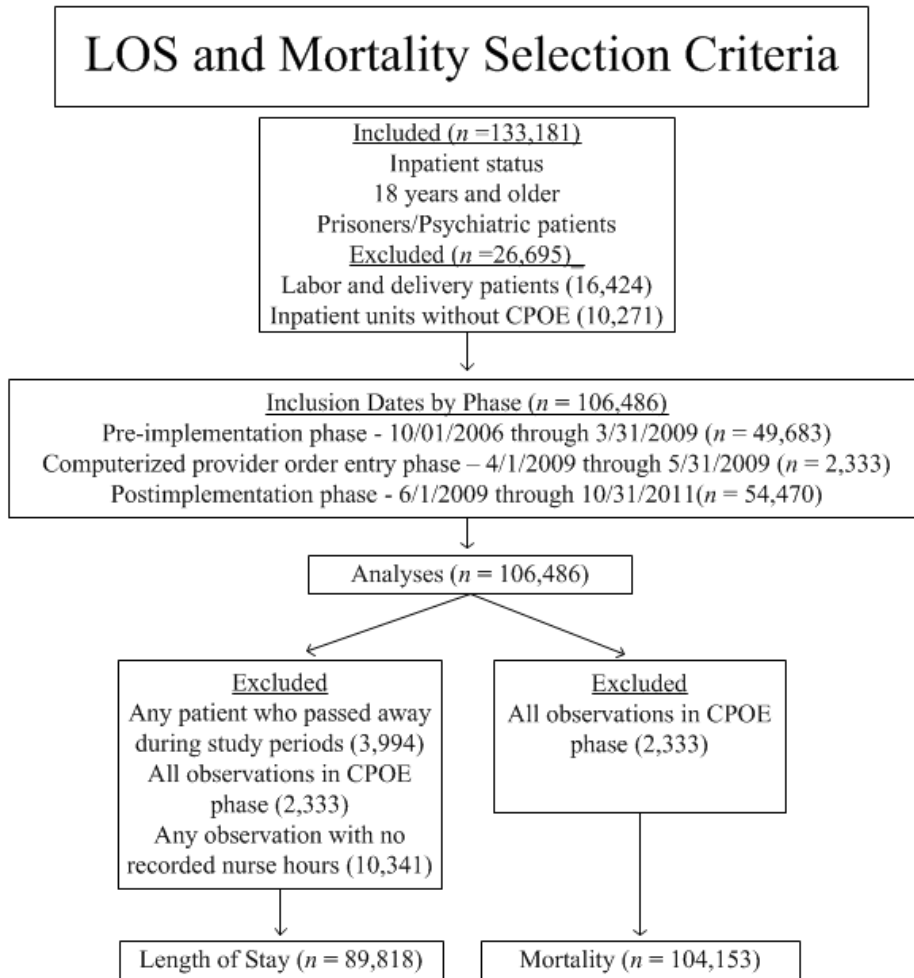 LOS and Mortality Selection Criteria
Included (n =133,181)
Inpatient status
18 years and older
Prisoners/Psychiatric patients
Excluded (n =26,695)_
Labor and delivery patients (16,424)
Inpatient units without CPOE (10,271)
Inclusion Dates by Phase (n = 106,486)
Pre-implementation phase - 10/01/2006 through 3/31/2009 (n = 49,683)
Computerized provider order entry phase – 4/1/2009 through 5/31/2009 (n = 2,333)
Postimplementation phase - 6/1/2009 through 10/31/2011(n = 54,470)
Analyses (n = 106,486)
Excluded
Any patient who passed away
during study periods (3,994)
All observations in CPOE
phase (2,333)
Any observation with no
recorded nurse hours (10,341)
Excluded
All observations in CPOE
phase (2,333)
Length of Stay (n = 89,818)
Mortality (n = 104,153)